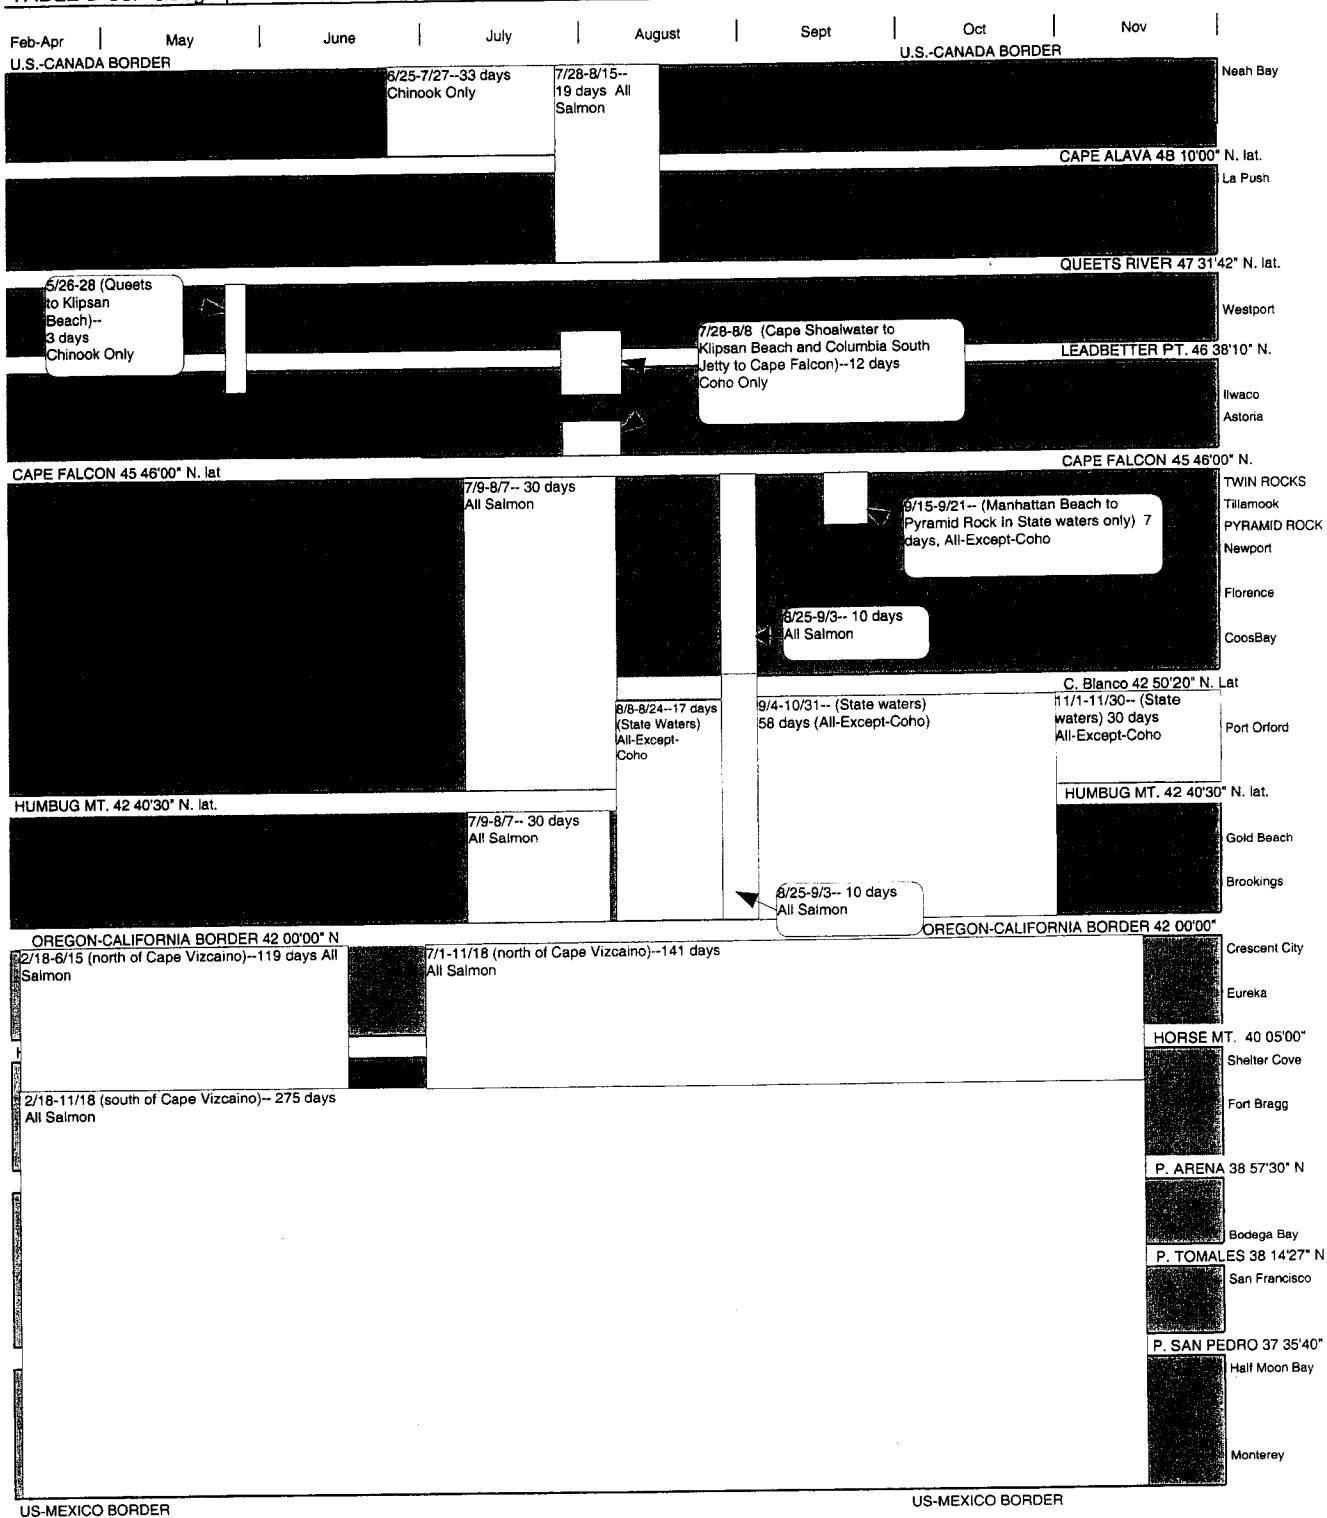 Feb-Apr May June July August Sept Oct Nov
U.S.-CANADA BORDER
U.S.-CANADA BORDER
6/25-7/27--33 days
Chinook Only
7/28-8/15--
19 days All
Salmon
Neah Bay
CAPE ALAVA 48 10'00" N. lat.
La Push
QUEETS RIVER 47 31'42" N. lat.
5/26-28 (Queets
to Klipsan
Beach)--
3 days
Chinook Only
Westport
7/28-8/8 (Cape Shoalwater to
Klipsan Beach and Columbia South
Jetty to Cape Falcon)--12 days
Coho Only
LEADBETTER PT. 46 38'10" N.
Ilwaco
Astoria
CAPE FALCON 45 46'00" N. lat
CAPE FALCON 45 46'00" N.
7/9-8/7-- 30 days
All Salmon
TWIN ROCKS
Tillamook
PYRAMID ROCK
Newport
9/15-9/21-- (Manhattan Beach to
Pyramid Rock In State waters only) 7
days, All-Except-Coho
Florence
8/25-9/3-- 10 days
All Salmon
CoosBay
C. Blanco 42 50'20" N. Lat
8/8-8/24--17 days
(State Waters)
All-Except-
Coho
9/4-10/31-- (State waters)
58 days (All-Except-Coho)
11/1-11/30-- (State
waters) 30 days
All-Except-Coho
Port Orford
HUMBUG MT. 42 40'30" N. lat.
HUMBUG MT. 42 40'30" N. lat.
7/9-8/7-- 30 days
All Salmon
Gold Beach
Brookings
8/25-9/3-- 10 days
All Salmon
OREGON-CALIFORNIA BORDER 42 00'00" N
OREGON-CALIFORNIA BORDER 42 00'00"
2/18-6/15 (north of Cape Vizcaino)--119 days All
Salmon
7/1-11/18 (north of Cape Vizcaino)--141 days
All Salmon
Crescent City
Eureka
HORSE MT. 40 05'00"
Shelter Cove
2/18-11/18 (south of Cape Vizcaino)-- 275 days
All Salmon
Fort Bragg
P. ARENA 38 57'30" N
Bodega Bay
P. TOMALES 38 14'27" N
San Francisco
P. SAN PEDRO 37 35'40"
Half Moon Bay
Monterey
US-MEXICO BORDER
US-MEXICO BORDER